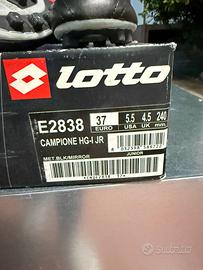 lotto
E2838 37 5.5 4.5 240
EURO USA UK mm
CAMPIONE HG-I JR
MET.BLK/MIRROR
JUNIOR
subito